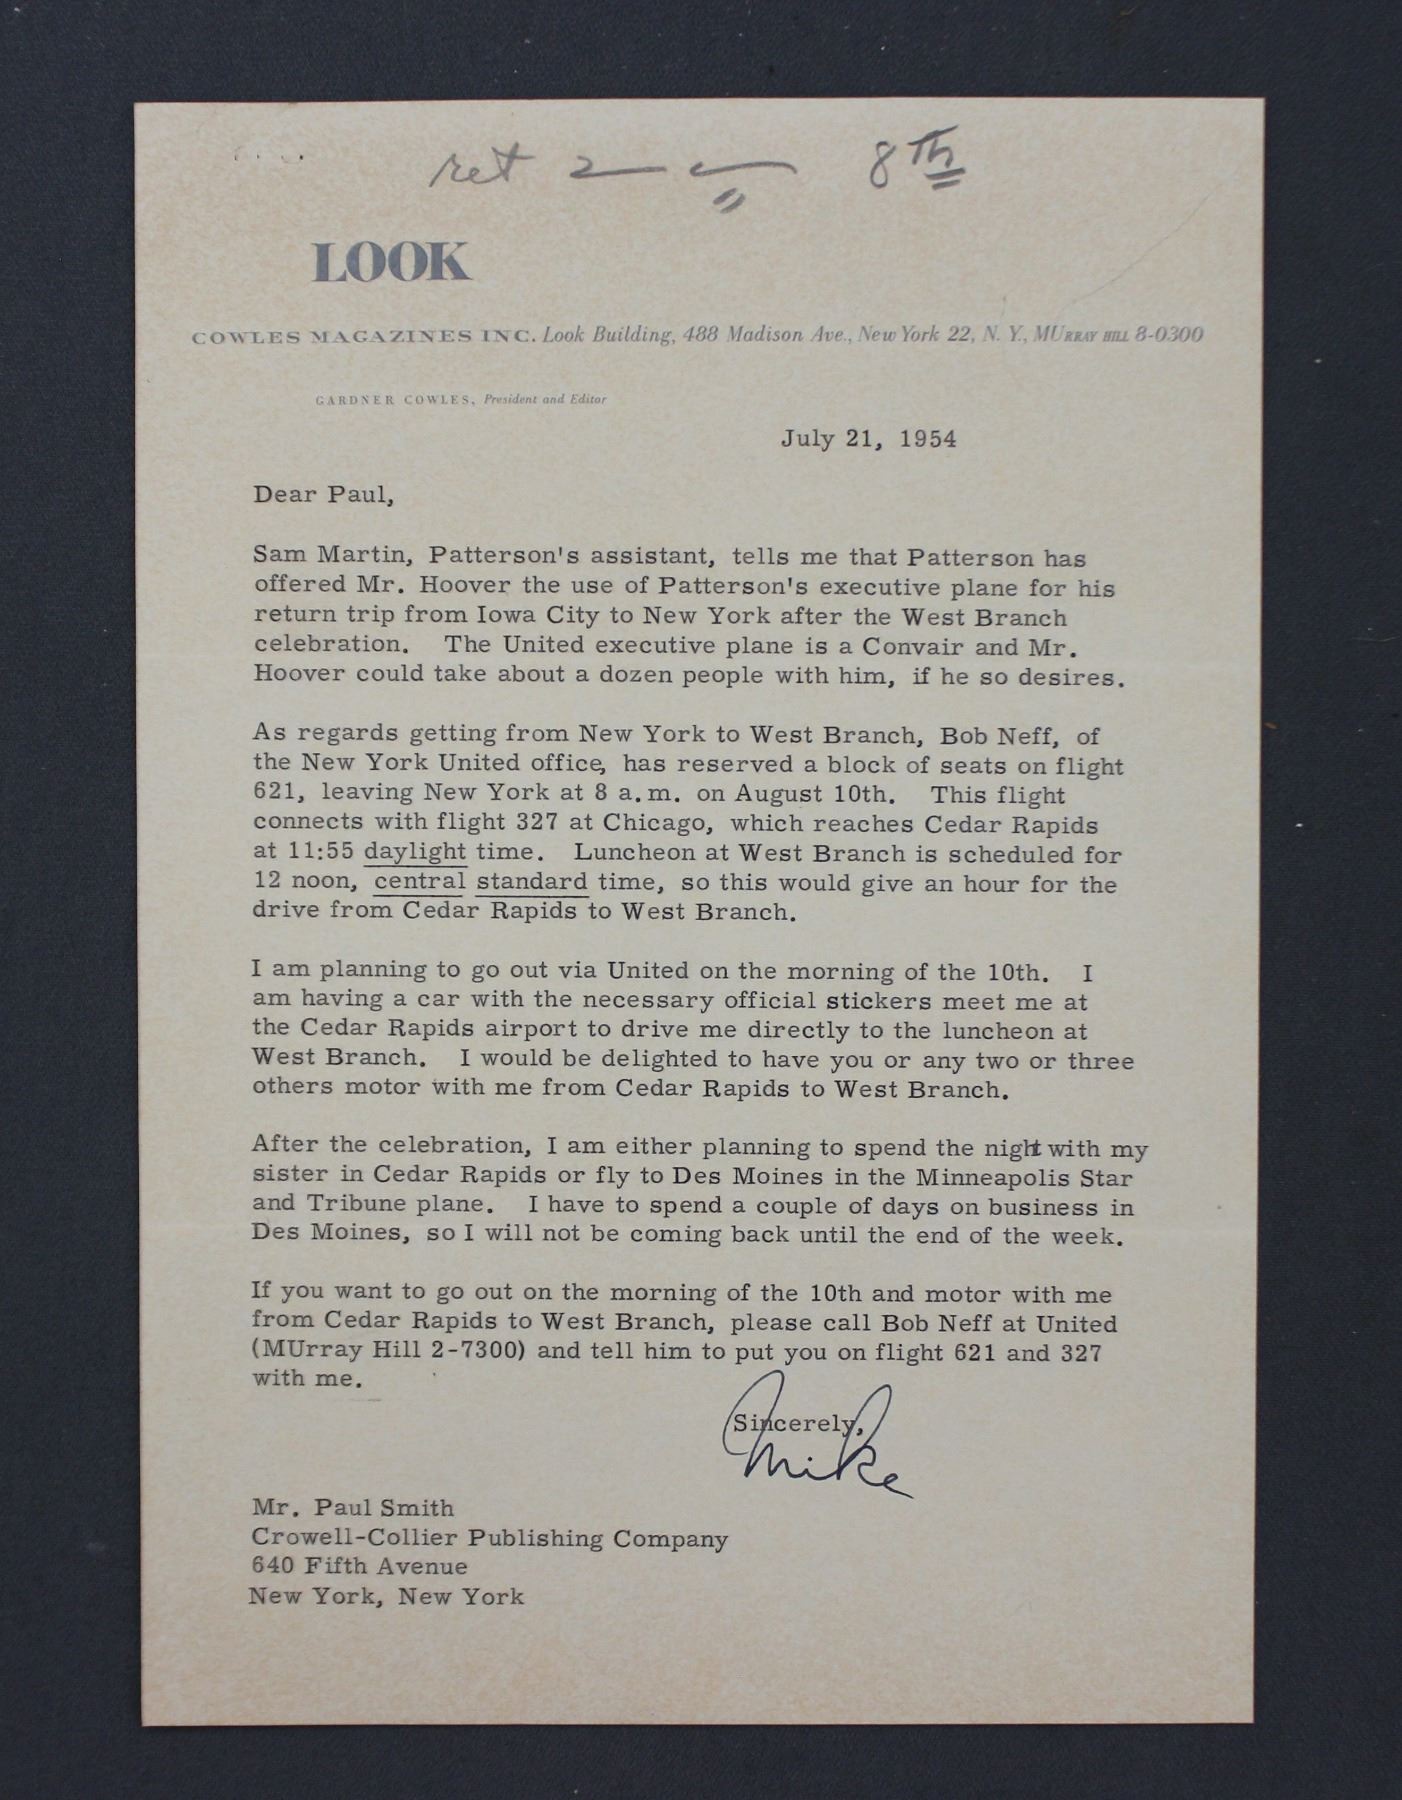 ret 8th
LOOK
COWLES MAGAZINES INC. Look Building, 488 Madison Ave., New York 22, N. Y., MURRAY HILL 8-0300
GARDNER COWLES, President and Editor
July 21, 1954
Dear Paul,
Sam Martin, Patterson's assistant, tells me that Patterson has
offered Mr. Hoover the use of Patterson's executive plane for his
return trip from Iowa City to New York after the West Branch
celebration. The United executive plane is a Convair and Mr.
Hoover could take about a dozen people with him, if he so desires.
As regards getting from New York to West Branch, Bob Neff, of
the New York United office, has reserved a block of seats on flight
621, leaving New York at 8 a.m. on August 10th. This flight
connects with flight 327 at Chicago, which reaches Cedar Rapids
at 11:55 daylight time. Luncheon at West Branch is scheduled for
12 noon, central standard time, so this would give an hour for the
drive from Cedar Rapids to West Branch.
I am planning to go out via United on the morning of the 10th. I
am having a car with the necessary official stickers meet me at
the Cedar Rapids airport to drive me directly to the luncheon at
West Branch. I would be delighted to have you or any two or three
others motor with me from Cedar Rapids to West Branch.
After the celebration, I am either planning to spend the night with my
sister in Cedar Rapids or fly to Des Moines in the Minneapolis Star
and Tribune plane. I have to spend a couple of days on business in
Des Moines, so I will not be coming back until the end of the week.
If you want to go out on the morning of the 10th and motor with me
from Cedar Rapids to West Branch, please call Bob Neff at United
(MUrray Hill 2-7300) and tell him to put you on flight 621 and 327
with me.
Sincerely,
Mike
Mr. Paul Smith
Crowell-Collier Publishing Company
640 Fifth Avenue
New York, New York